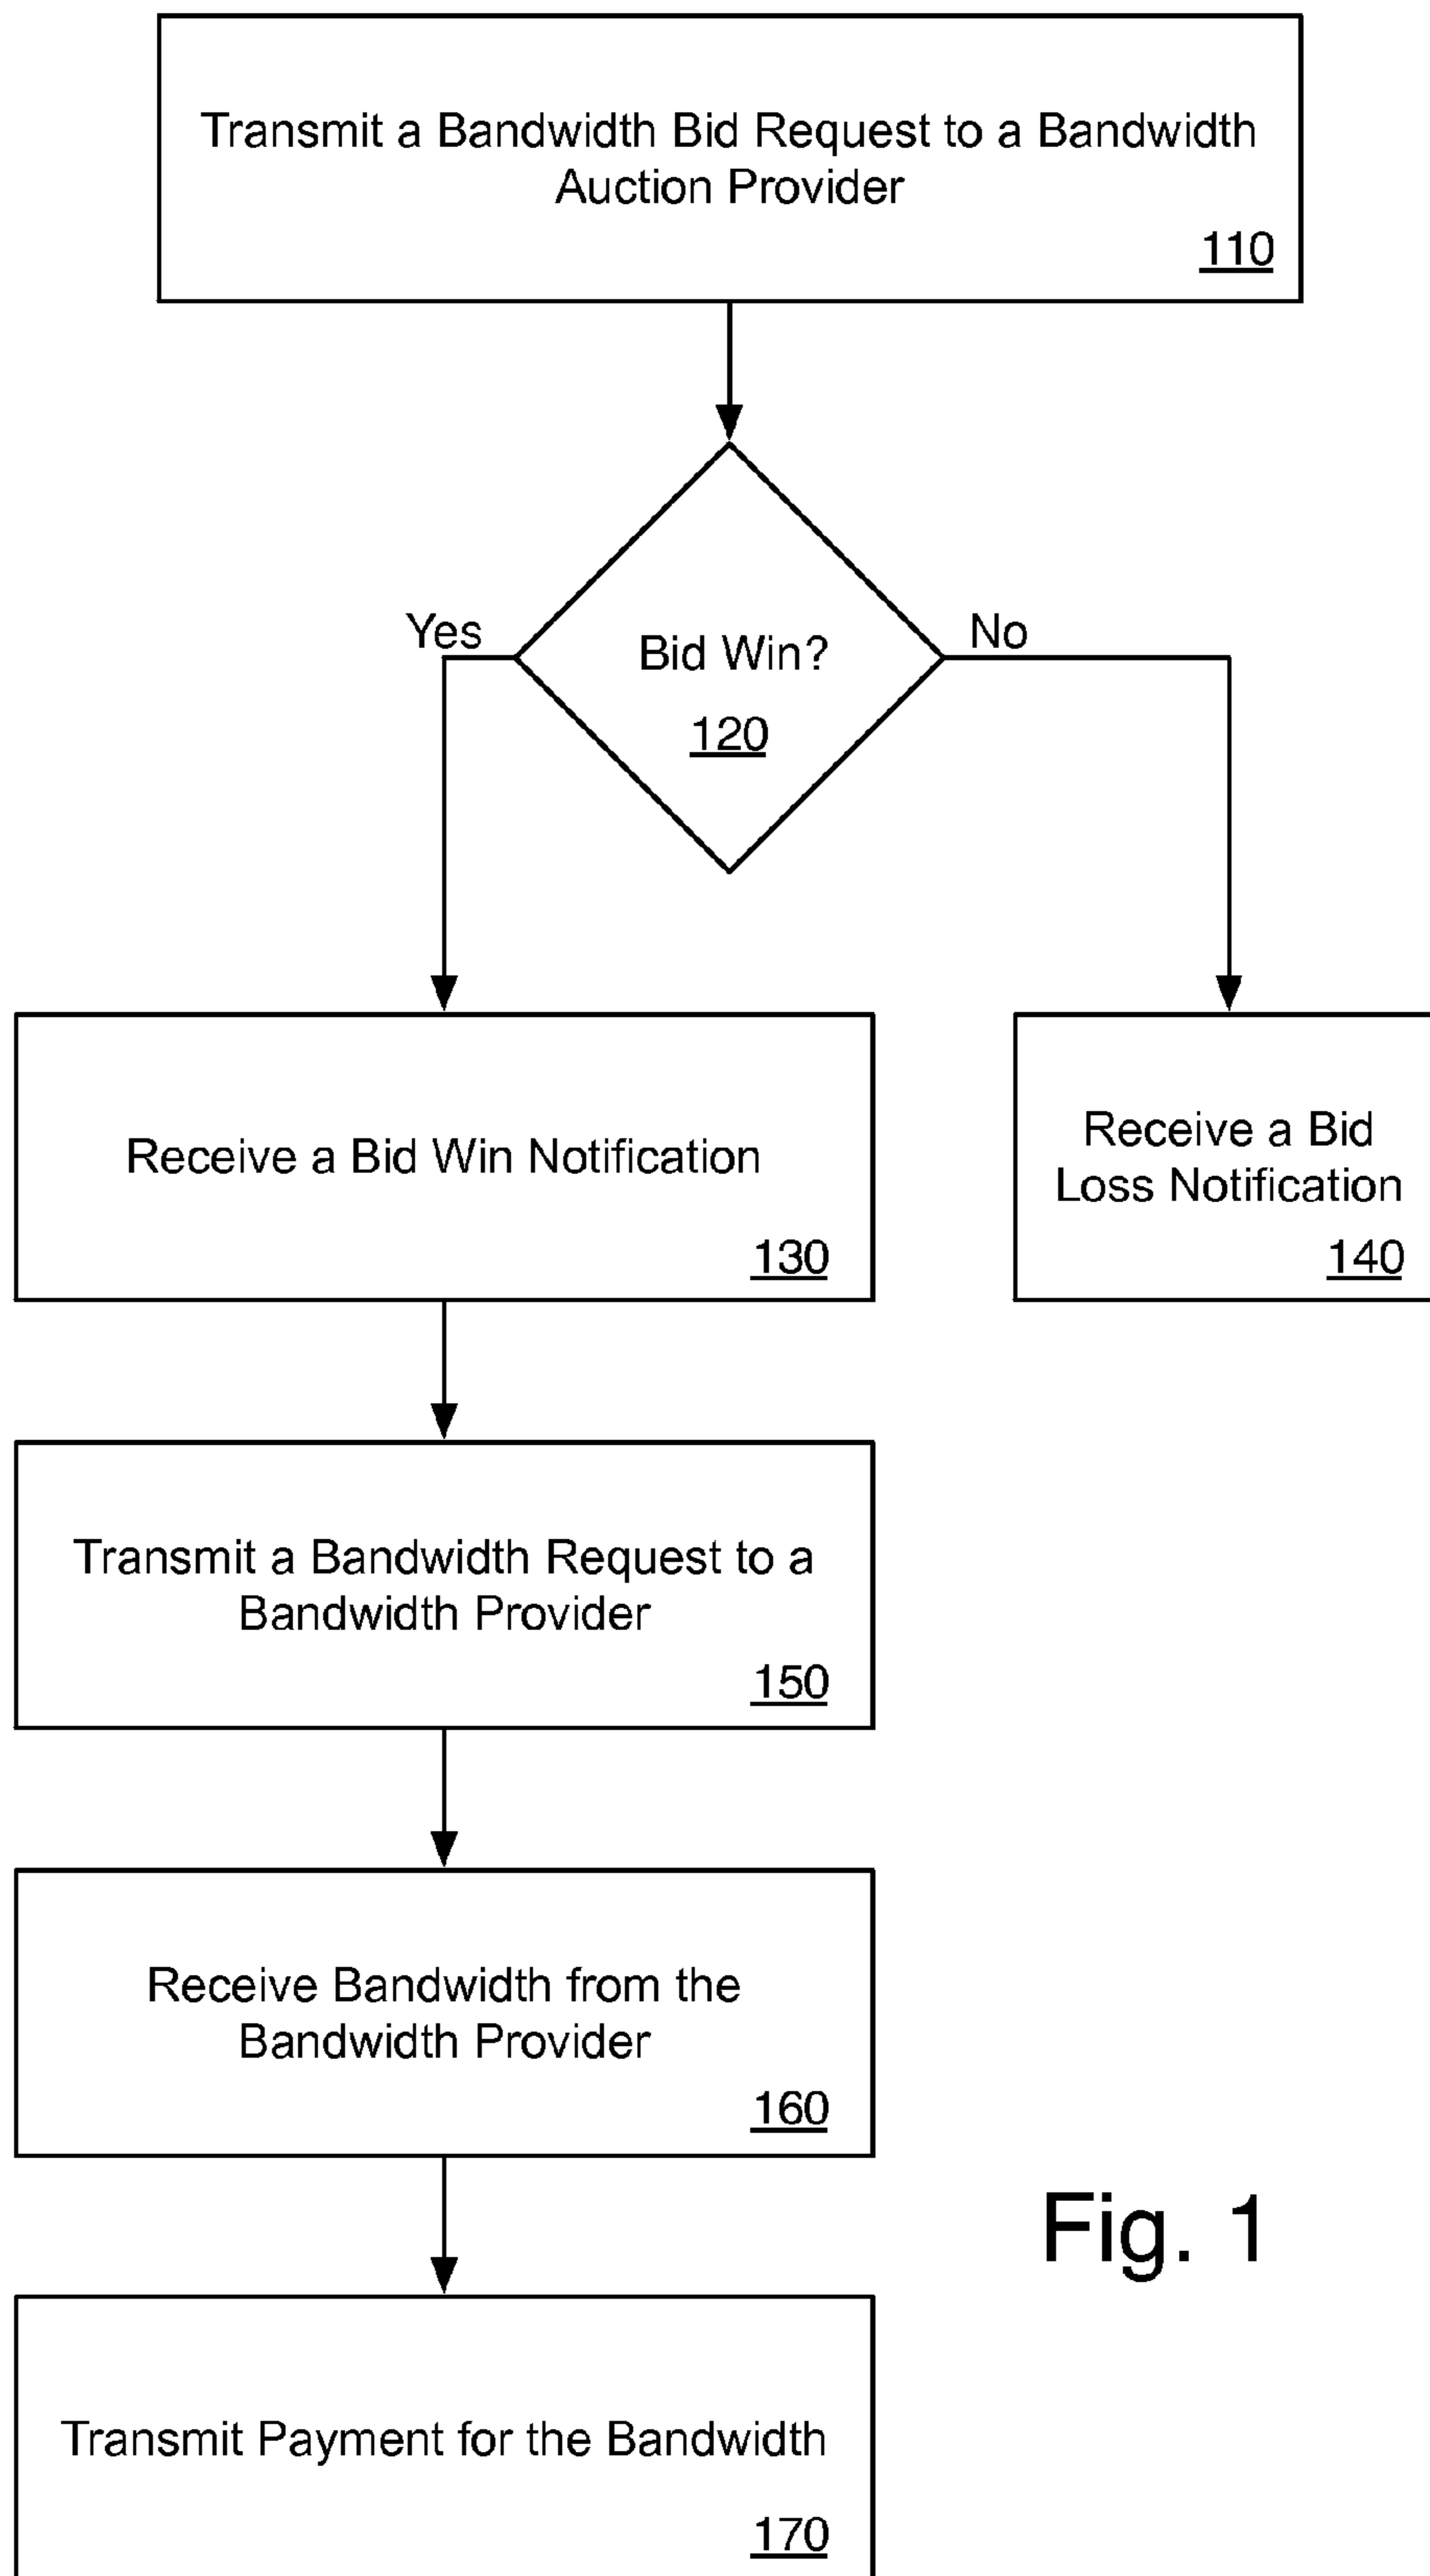 Transmit a Bandwidth Bid Request to a Bandwidth
Auction Provider
110
Yes
No
Bid Win?
120
Receive a Bid Win Notification
130
Receive a Bid
Loss Notification
140
Transmit a Bandwidth Request to a
Bandwidth Provider
150
Receive Bandwidth from the
Bandwidth Provider
160
Fig. 1
Transmit Payment for the Bandwidth
170